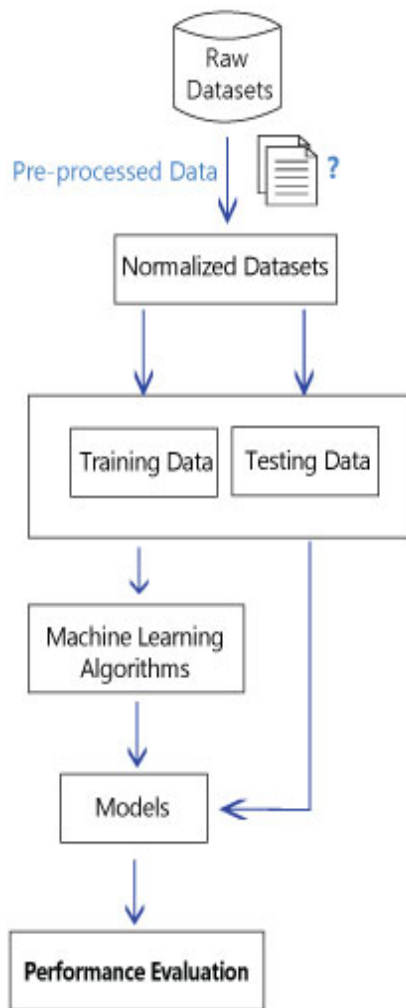 Raw
Datasets
Pre-processed Data
?
Normalized Datasets
Training Data
Testing Data
Machine Learning
Algorithms
Models
Performance Evaluation